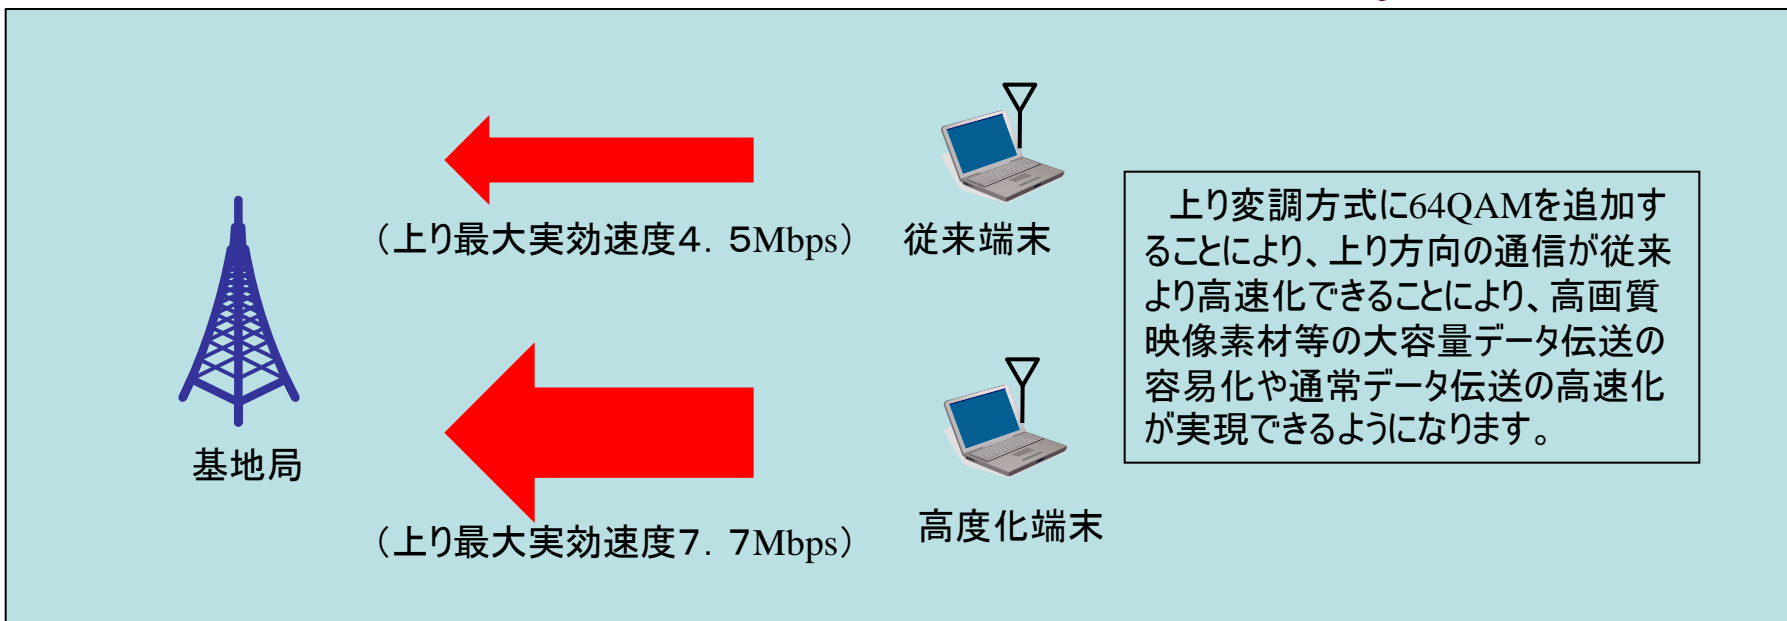 （上り最大実効速度４．５Mbps）
従来端末
基地局
（上り最大実効速度７．７Mbps）
高度化端末
上り変調方式に64QAMを追加す
ることにより、上り方向の通信が従来
より高速化できることにより、高画質
映像素材等の大容量データ伝送の
容易化や通常データ伝送の高速化
が実現できるようになります。